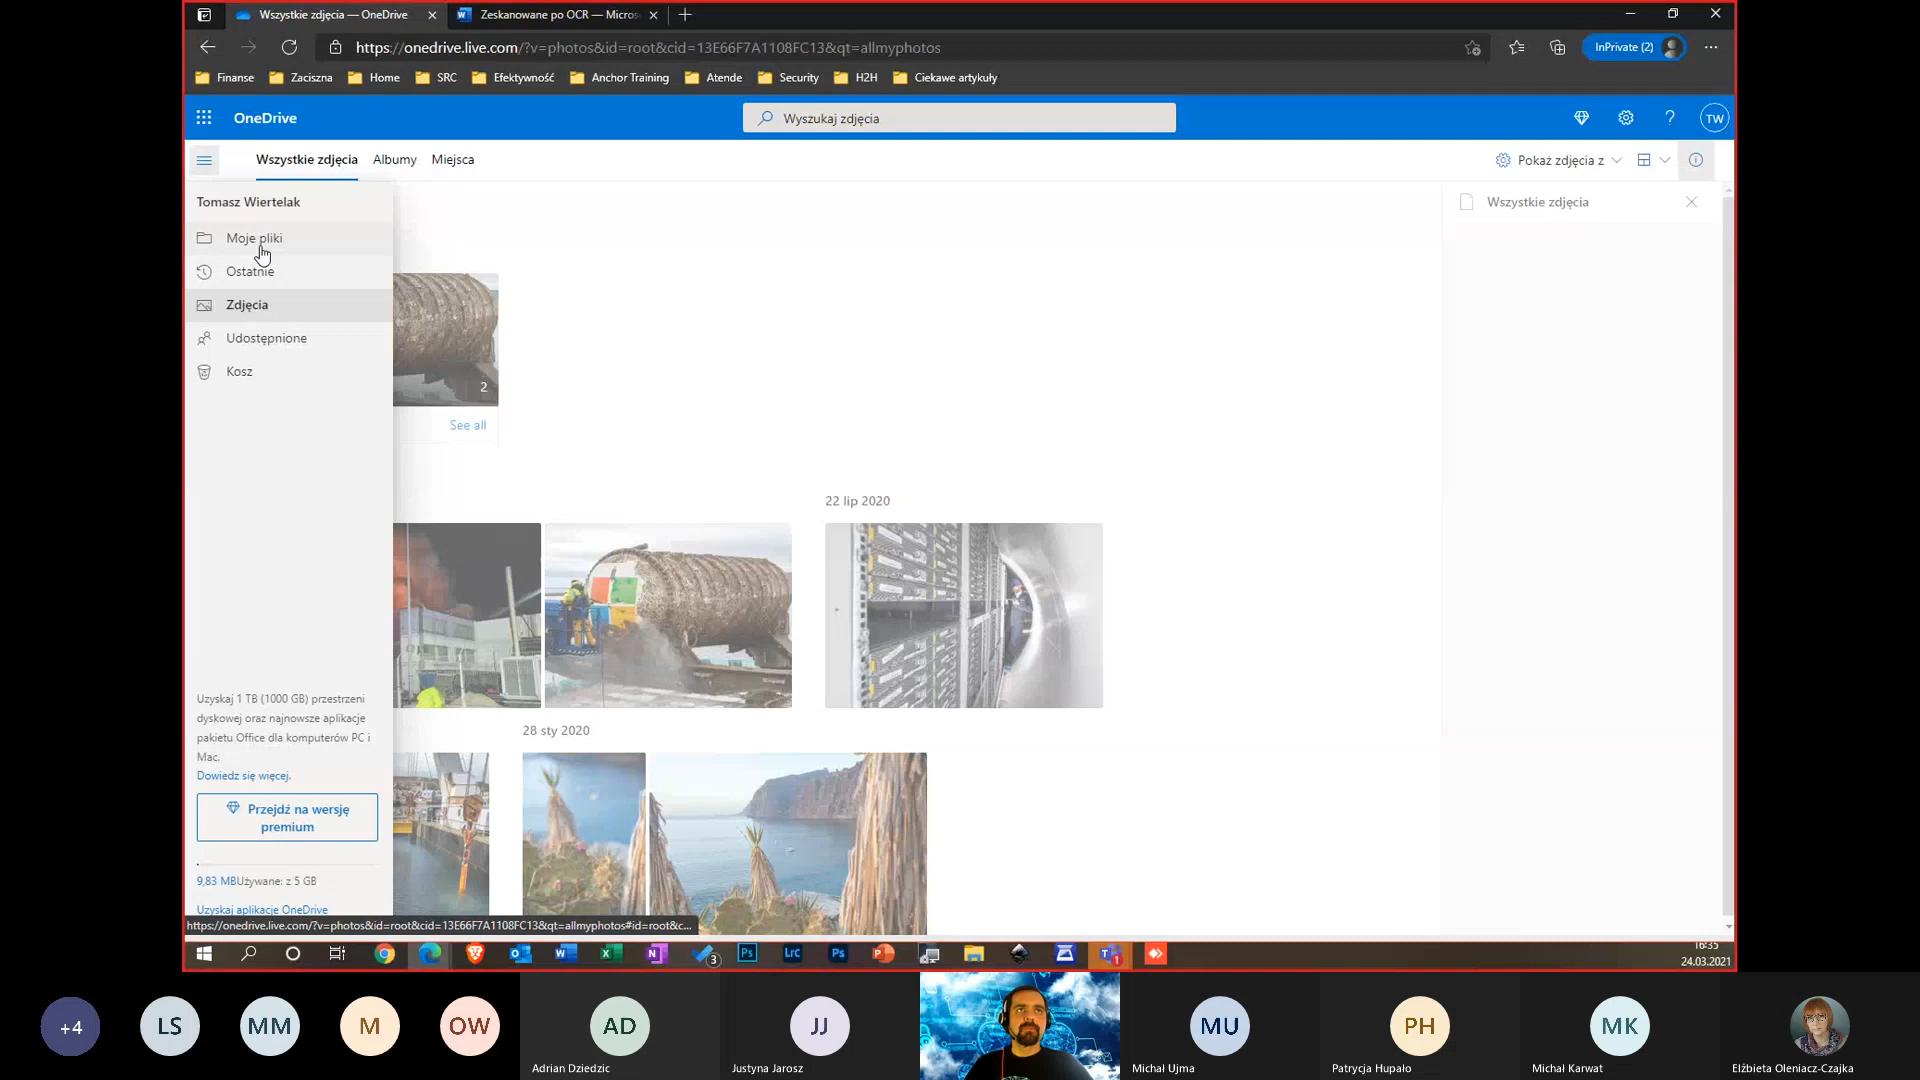 Wszystkie zdjęcia — OneDrive
Zeskanowane po OCR — Micros
https://onedrive.live.com/?v=photos&id=root&cid=13E66F7A1108FC13&qt=allmyphotos
InPrivate (2)
Finanse
Zaciszna
Home
SRC
Efektywność
Anchor Training
Atende
Security
H2H
Ciekawe artykuły
OneDrive
Wyszukaj zdjęcia
?
TW
Wszystkie zdjęcia
Albumy
Miejsca
Pokaż zdjęcia z
Tomasz Wiertelak
Wszystkie zdjęcia
Moje pliki
Ostatnie
Zdjęcia
Udostępnione
Kosz
2
See all
22 lip 2020
28 sty 2020
Uzyskaj 1 TB (1000 GB) przestrzeni
dyskowej oraz najnowsze aplikacje
pakietu Office dla komputerów PC i
Mac.
Dowiedz się więcej.
Przejdź na wersję
premium
9,83 MBUżywane: z 5 GB
Uzyskaj aplikacje OneDrive
https://onedrive.live.com/?v=photos&id=root&cid=13E66F7A1108FC13&qt=allmyphotos#id=root&c...
3
Ps
LrC
Ps
1
16:35
24.03.2021
+4
LS
MM
M
OW
AD
JJ
MU
PH
MK
Adrian Dziedzic
Justyna Jarosz
Michał Ujma
Patrycja Hupało
Michał Karwat
Elżbieta Oleniacz-Czajka